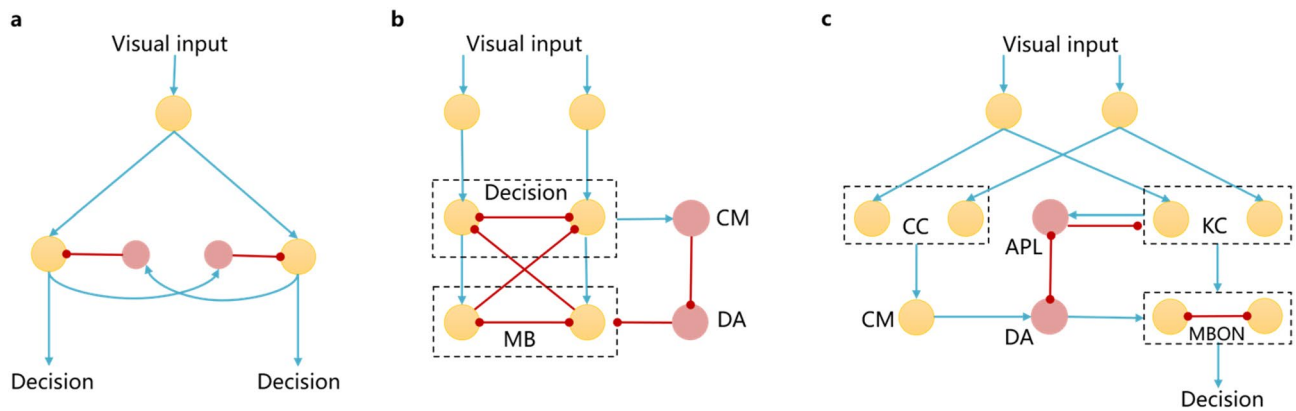 a
Visual input
Decision
Decision
b
Visual input
Decision
CM
MB
DA
c
Visual input
CC
APL
KC
CM
DA
MBON
Decision